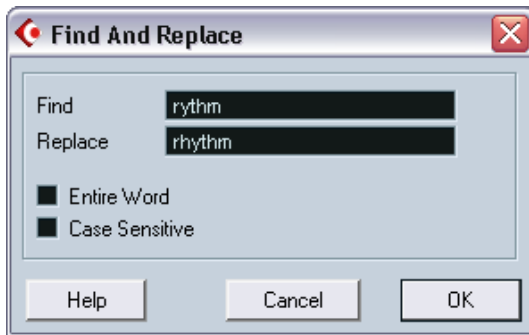 Find And Replace
Find rythm
Replace rhythm
Entire Word
Case Sensitive
Help Cancel OK